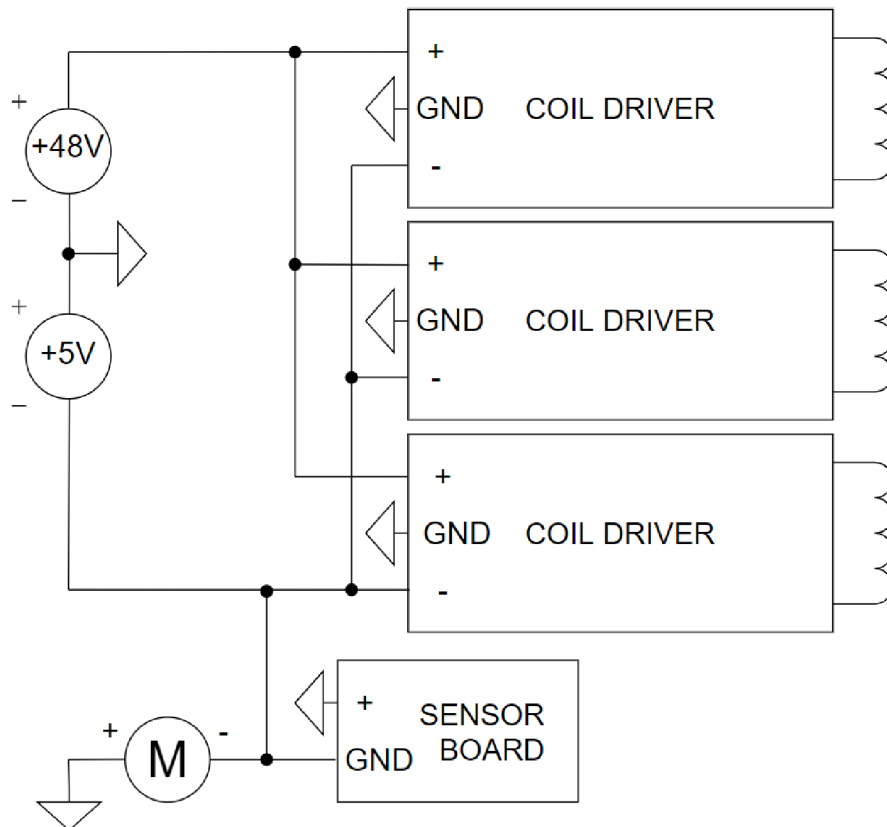 +
+48V
–
+
+5V
–
+
GND COIL DRIVER
-
+
GND COIL DRIVER
-
+
GND COIL DRIVER
-
+ M -
+
SENSOR
BOARD
GND